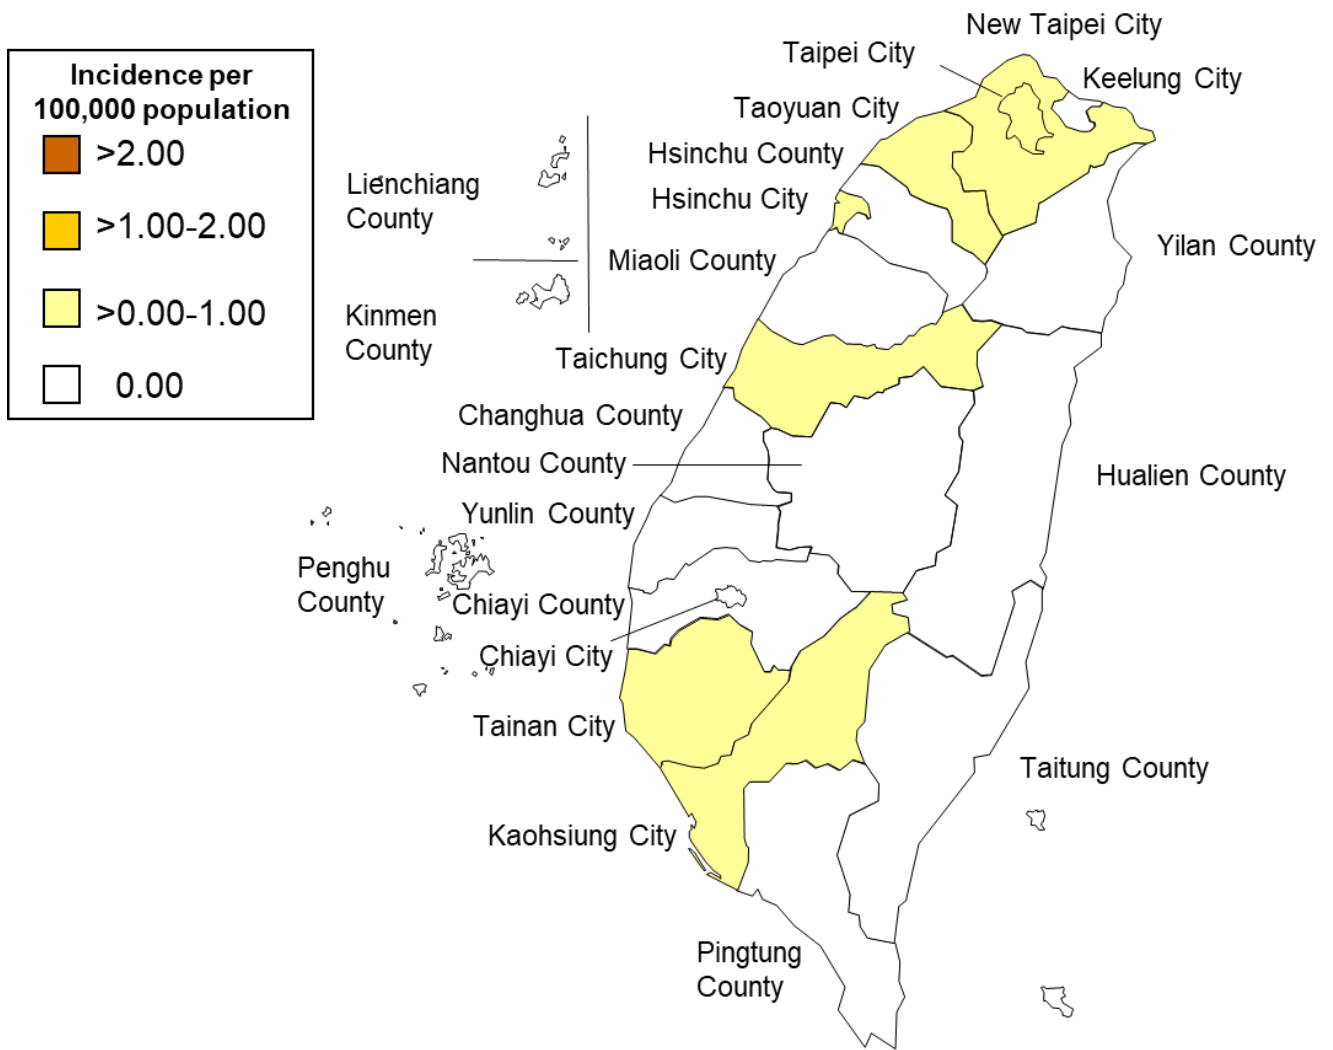 Incidence per
100,000 population
>2.00
>1.00-2.00
>0.00-1.00
0.00
New Taipei City
Taipei City
Keelung City
Taoyuan City
Hsinchu County
Hsinchu City
Lienchiang
County
Miaoli County
Yilan County
Kinmen
County
Taichung City
Changhua County
Nantou County
Hualien County
Yunlin County
Penghu
County
Chiayi County
Chiayi City
Tainan City
Taitung County
Kaohsiung City
Pingtung
County